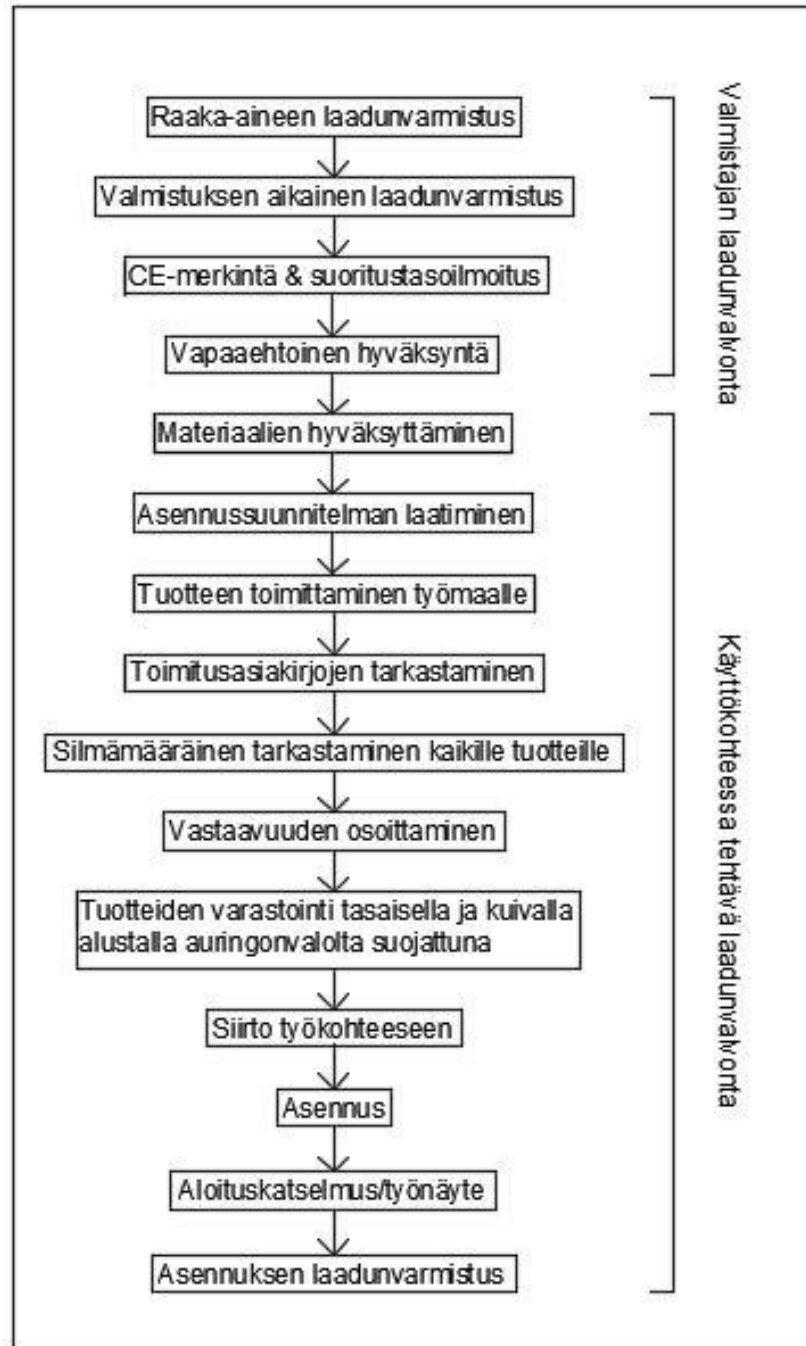 Raaka-aineen laadunvarmistus
Valmistuksen aikainen laadunvarmistus
CE-merkintä & suoritustasoilmoitus
Vapaaehtoinen hyväksyntä
Valmistajan laadunvalvonta
Materiaalien hyväksyttäminen
Asennussuunnitelman laatiminen
Tuotteen toimittaminen työmaalle
Toimitusasiakirjojen tarkastaminen
Silmämääräinen tarkastaminen kaikille tuotteille
Vastaavuuden osoittaminen
Tuotteiden varastointi tasaisella ja kuivalla
alustalla auringonvalolta suojattuna
Siirto työkohteeseen
Asennus
Aloituskatselmus/työnäyte
Asennuksen laadunvarmistus
Käyttökohteessa tehtävä laadunvalvonta